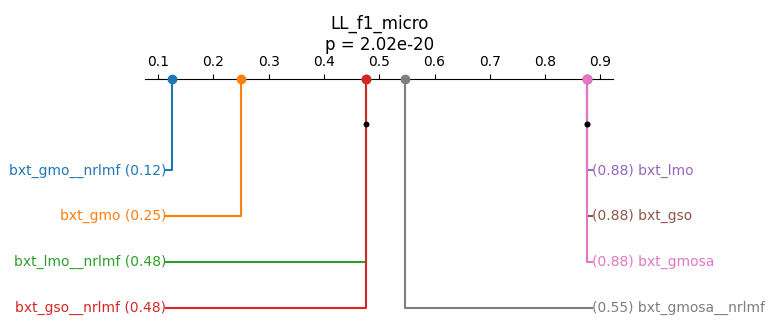 LL_f1_micro
p = 2.02e-20
0.1 0.2 0.3 0.4 0.5 0.6 0.7 0.8 0.9
bxt_gmo__nrlmf (0.12)
(0.88) bxt_lmo
bxt_gmo (0.25)
(0.88) bxt_gso
bxt_lmo__nrlmf (0.48)
(0.88) bxt_gmosa
bxt_gso__nrlmf (0.48)
(0.55) bxt_gmosa__nrlmf